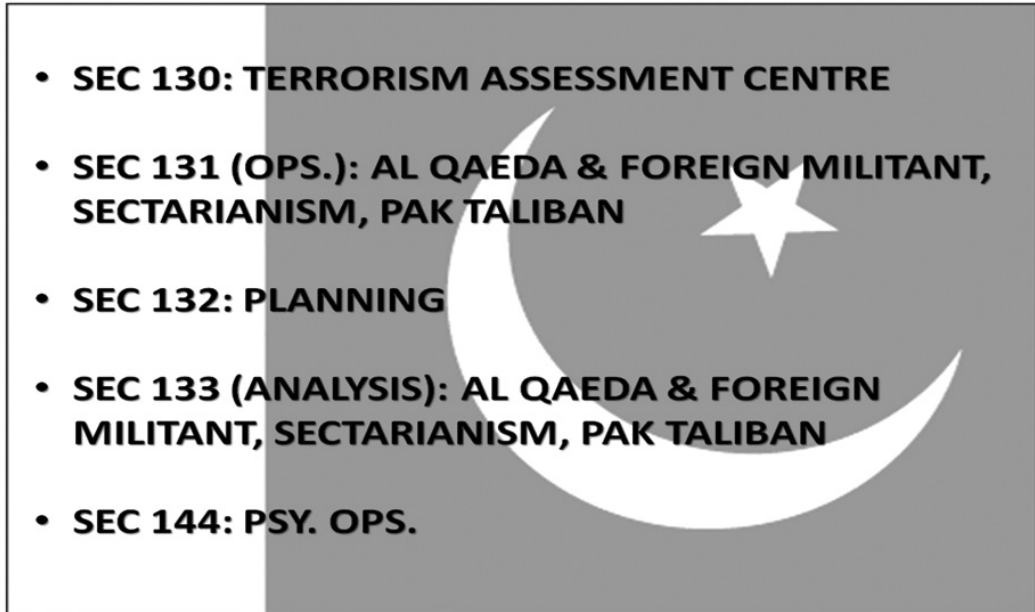 • SEC 130: TERRORISM ASSESSMENT CENTRE
• SEC 131 (OPS.): AL QAEDA & FOREIGN MILITANT,
SECTARIANISM, PAK TALIBAN
• SEC 132: PLANNING
• SEC 133 (ANALYSIS): AL QAEDA & FOREIGN
MILITANT, SECTARIANISM, PAK TALIBAN
• SEC 144: PSY. OPS.